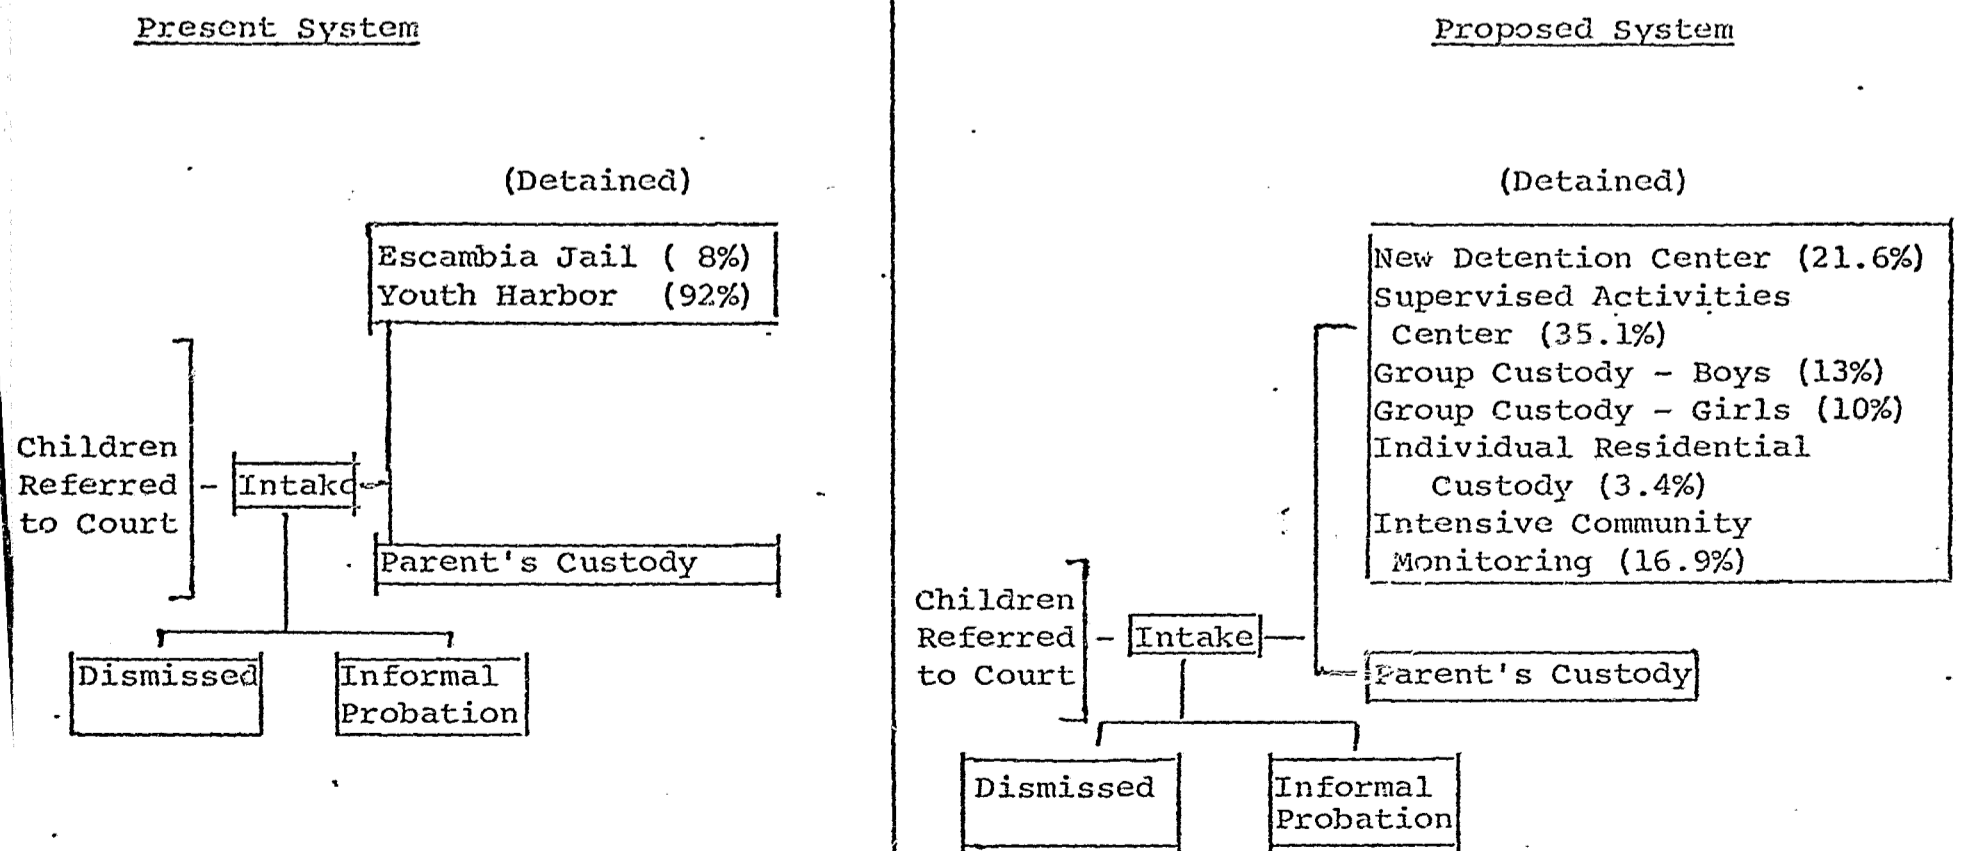 Present System
(Detained)
Escambia Jail ( 8%)
Youth Harbor (92%)
Children
Referred
to Court
- Intake
Parent's Custody
Dismissed
Informal
Probation
Proposed System
(Detained)
New Detention Center (21.6%)
Supervised Activities
Center (35.1%)
Group Custody - Boys (13%)
Group Custody - Girls (10%)
Individual Residential
Custody (3.4%)
Intensive Community
Monitoring (16.9%)
Children
Referred
to Court
- Intake
Parent's Custody
Dismissed
Informal
Probation